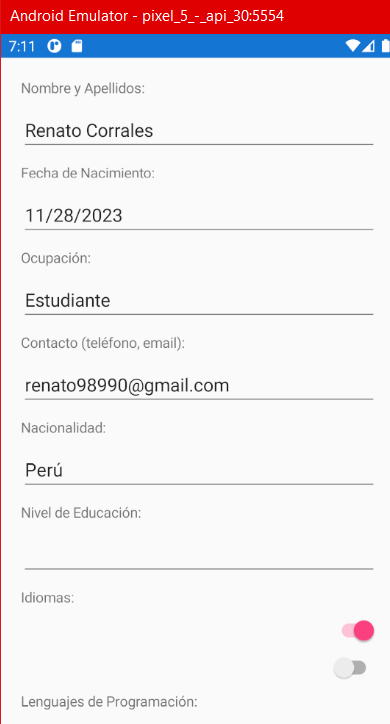 Android Emulator - pixel_5_-_api_30:5554
7:11
Nombre y Apellidos:
Renato Corrales
Fecha de Nacimiento:
11/28/2023
Ocupación:
Estudiante
Contacto (teléfono, email):
renato98990@gmail.com
Nacionalidad:
Perú
Nivel de Educación:
Idiomas:
Lenguajes de Programación: